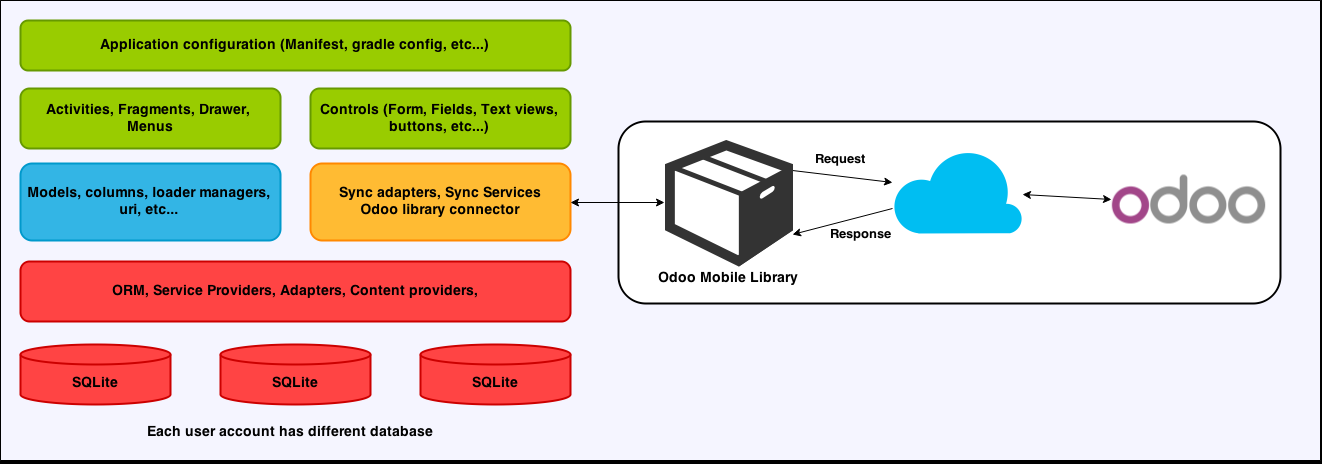 Application configuration (Manifest, gradle config, etc...)
Activities, Fragments, Drawer,
Menus
Controls (Form, Fields, Text views,
buttons, etc...)
Models, columns, loader managers,
uri, etc...
Sync adapters, Sync Services
Odoo library connector
ORM, Service Providers, Adapters, Content providers,
SQLite
SQLite
SQLite
Each user account has different database
Request
Response
Odoo Mobile Library
odoo